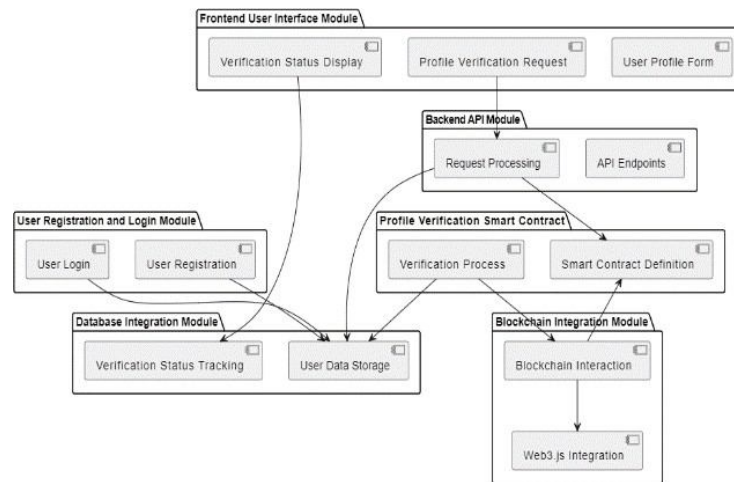 Frontend User Interface Module
Verification Status Display
Profile Verification Request
User Profile Form
Backend API Module
Request Processing
API Endpoints
User Registration and Login Module
User Login
User Registration
Profile Verification Smart Contract
Verification Process
Smart Contract Definition
Database Integration Module
Verification Status Tracking
User Data Storage
Blockchain Integration Module
Blockchain Interaction
Web3.js Integration